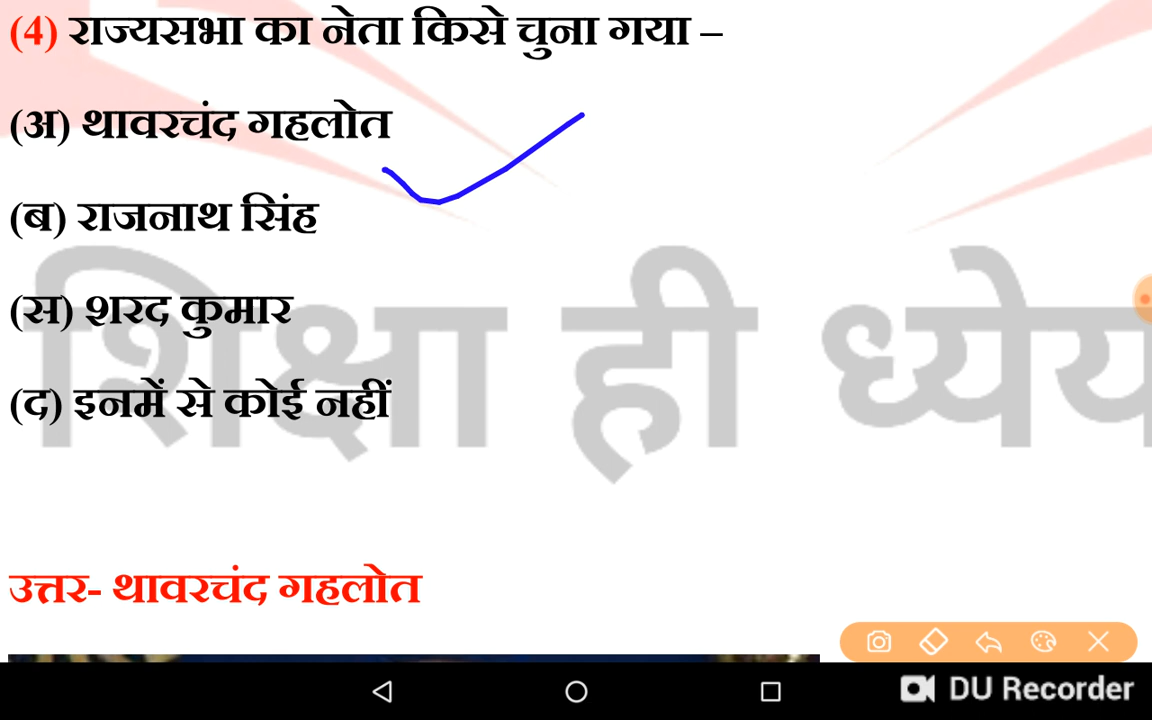 (4) राज्यसभा का नेता किसे चुना गया –
(अ) थावरचंद गहलोत
(ब) राजनाथ सिंह
(स) शरद कुमार
(द) इनमें से कोई नहीं
शिक्षा ही ध्येय
उत्तर- थावरचंद गहलोत
DU Recorder